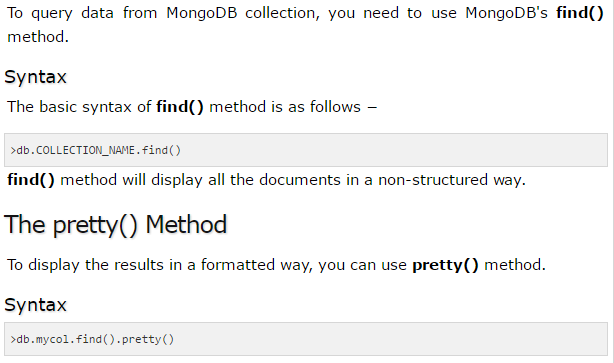 To query data from MongoDB collection, you need to use MongoDB's find()
method.
Syntax
The basic syntax of find() method is as follows −
>db.COLLECTION_NAME.find()
find() method will display all the documents in a non-structured way.
The pretty() Method
To display the results in a formatted way, you can use pretty() method.
Syntax
>db.mycol.find().pretty()